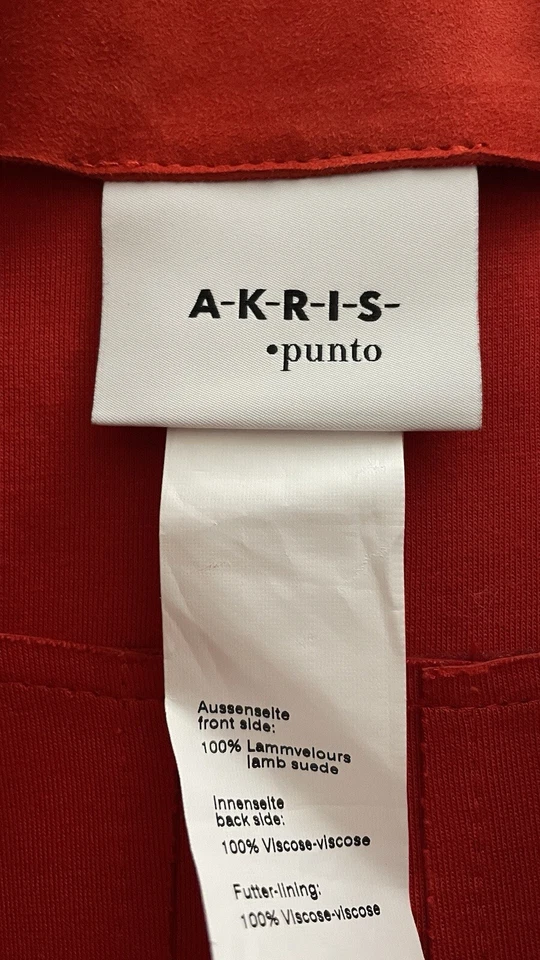 A-K-R-I-S-
•punto
Aussenseite
front side:
100% Lammvelours
lamb suede
Innenseite
back side:
100% Viscose-viscose
Futter-lining:
100% Viscose-viscose